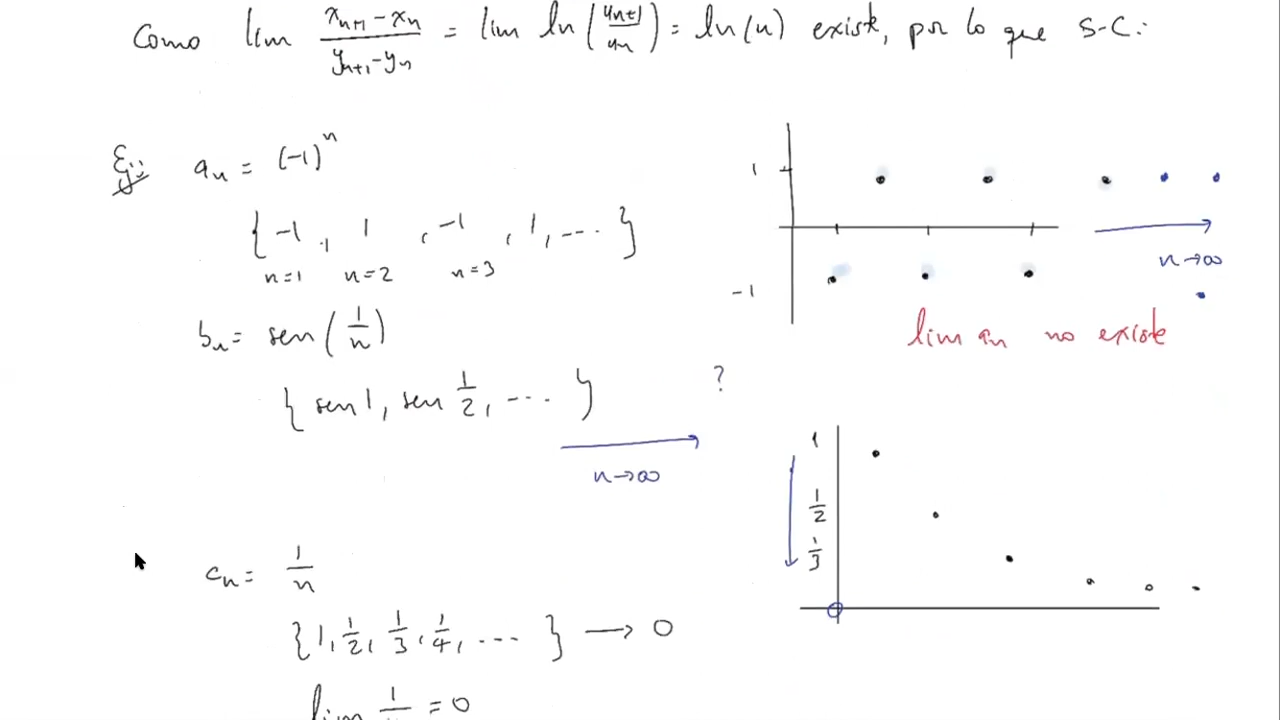 Como lim (x_{n+1} - x_n)/(y_{n+1} - y_n) = lim ln(u_{n+1}/u_n) = ln(u) existe, por lo que S-C:
Ej: a_n = (-1)^n
{-1, 1, -1, 1, ...}
n=1 n=2 n=3
1
-1
n→∞
lim an no existe
b_n = sen(1/n)
{sen 1, sen 1/2, ...}
?
n→∞
1
1/2
1/3
c_n = 1/n
{1, 1/2, 1/3, 1/4, ...} → 0
lim 1/n = 0